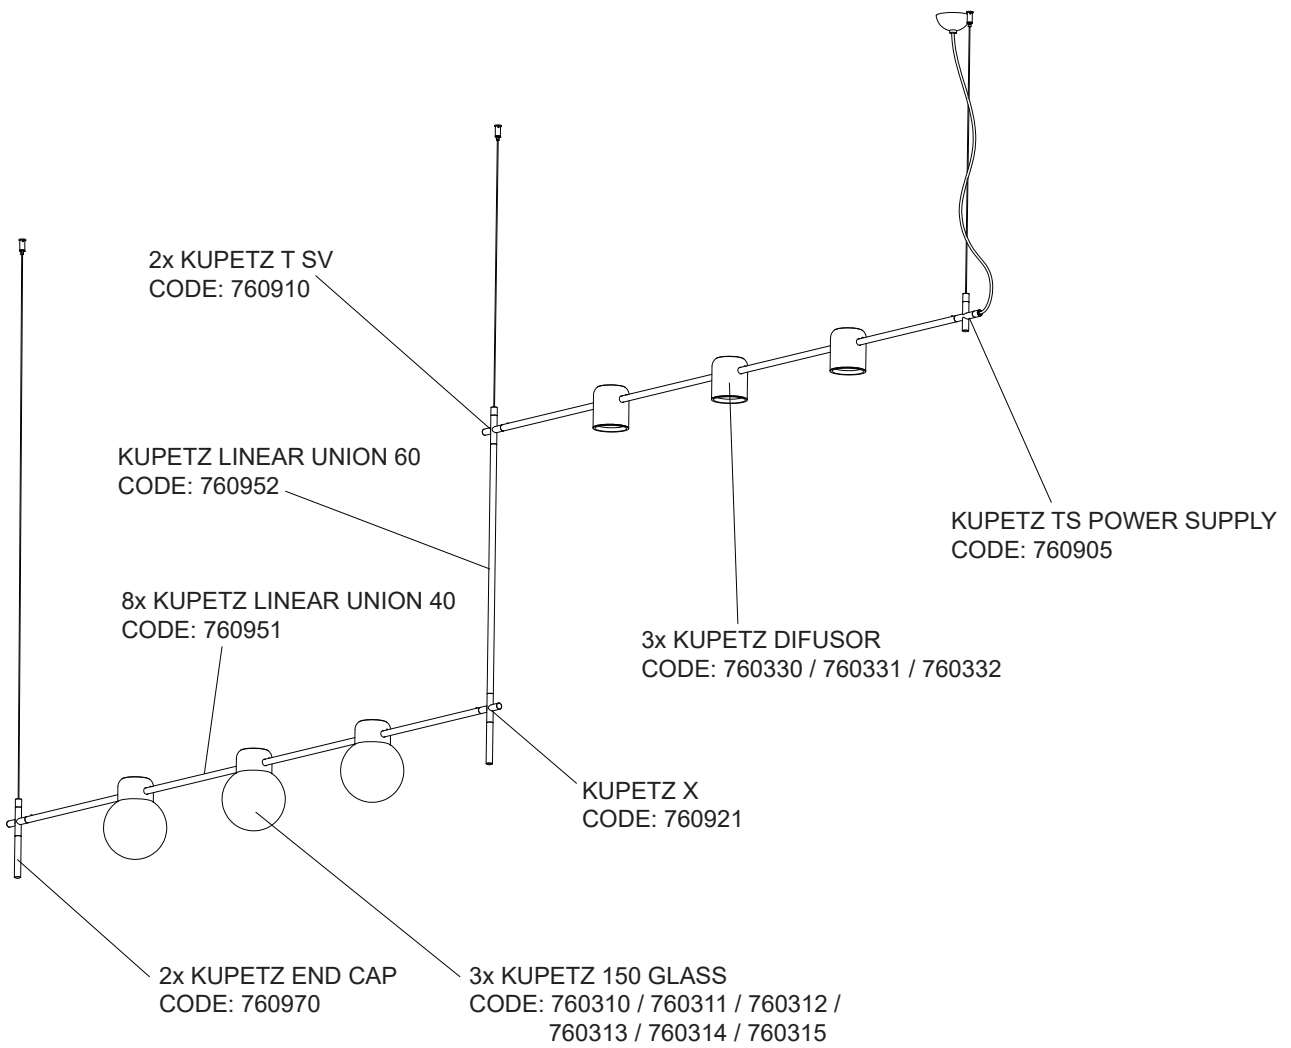 2x KUPETZ T SV
CODE: 760910
KUPETZ LINEAR UNION 60
CODE: 760952
KUPETZ TS POWER SUPPLY
CODE: 760905
8x KUPETZ LINEAR UNION 40
CODE: 760951
3x KUPETZ DIFUSOR
CODE: 760330 / 760331 / 760332
KUPETZ X
CODE: 760921
2x KUPETZ END CAP
CODE: 760970
3x KUPETZ 150 GLASS
CODE: 760310 / 760311 / 760312 /
760313 / 760314 / 760315